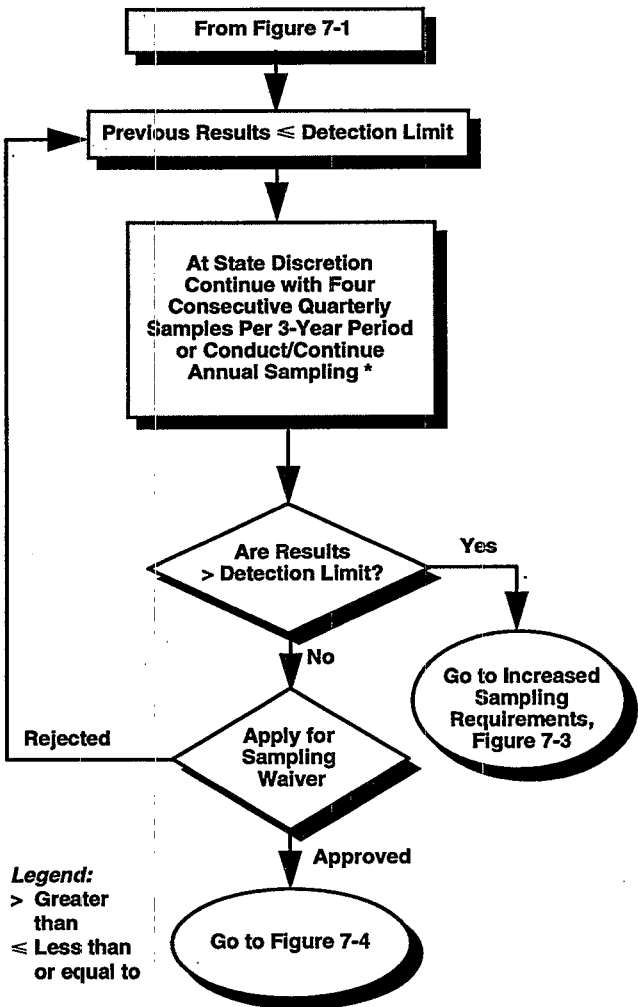 From Figure 7-1
Previous Results ⩽ Detection Limit
At State Discretion
Continue with Four
Consecutive Quarterly
Samples Per 3-Year Period
or Conduct/Continue
Annual Sampling *
Are Results
> Detection Limit?
Yes
No
Go to Increased
Sampling
Requirements,
Figure 7-3
Rejected
Apply for
Sampling
Waiver
Approved
Go to Figure 7-4
Legend:
> Greater
than
⩽ Less than
or equal to